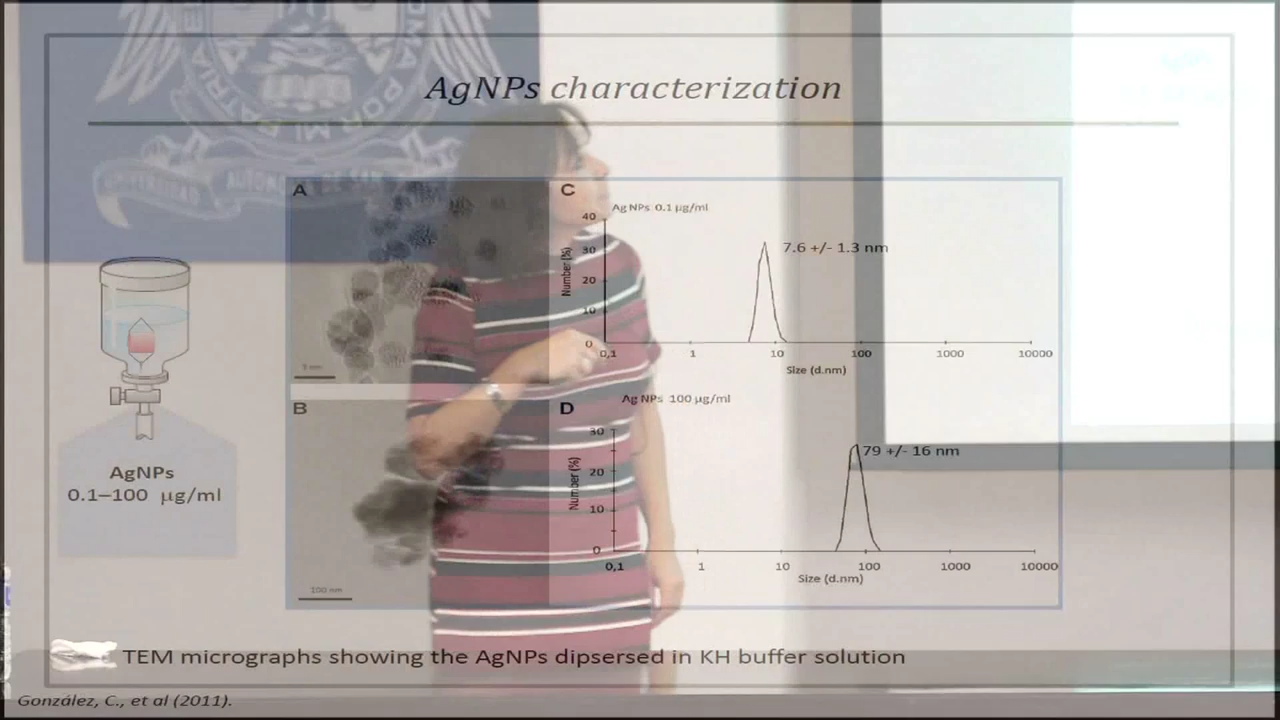 AgNPs characterization
A
C
Ag NPs 0.1 µg/ml
Number (%)
40
30
20
10
0
7.6 +/- 1.3 nm
0,1 1 10 100 1000 10000
Size (d.nm)
B
D
Ag NPs 100 µg/ml
Number (%)
30
20
10
0
79 +/- 16 nm
0,1 1 10 100 1000 10000
Size (d.nm)
100 nm
AgNPs
0.1–100 µg/ml
TEM micrographs showing the AgNPs dipsersed in KH buffer solution
González, C., et al (2011).
POR MI PATRIA